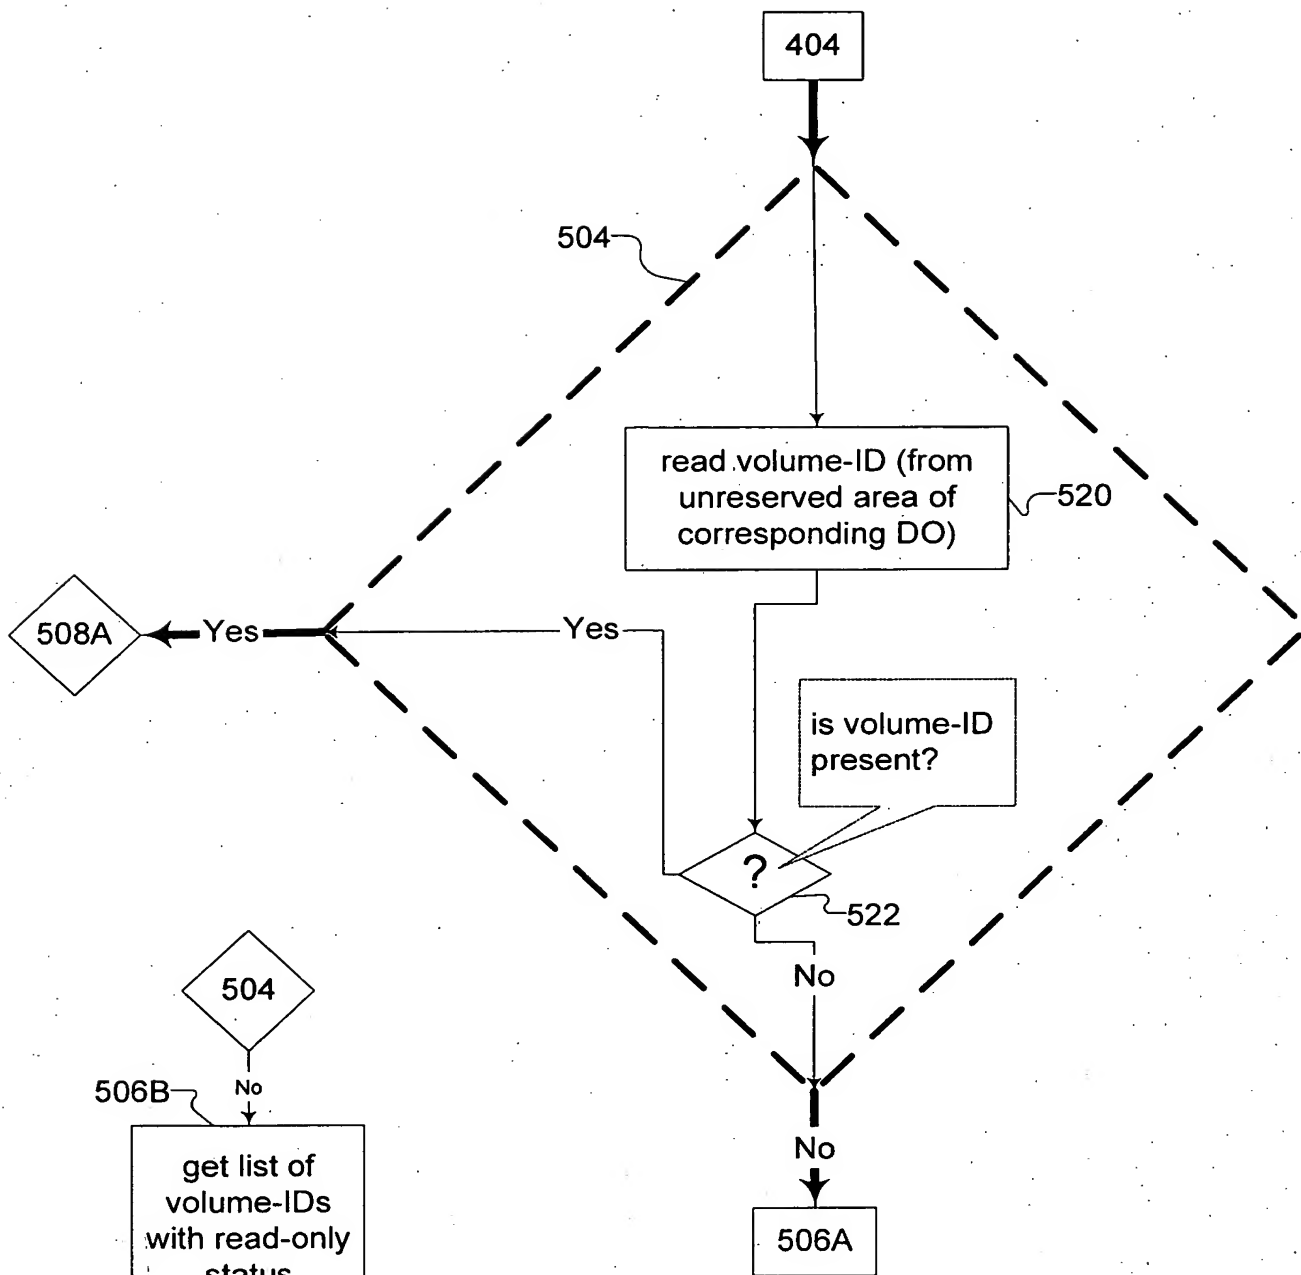 404
504
read volume-ID (from
unreserved area of
corresponding DO)
520
508A
Yes
Yes
is volume-ID
present?
?
522
No
504
No
506B
get list of
volume-IDs
with read-only
status
No
506A